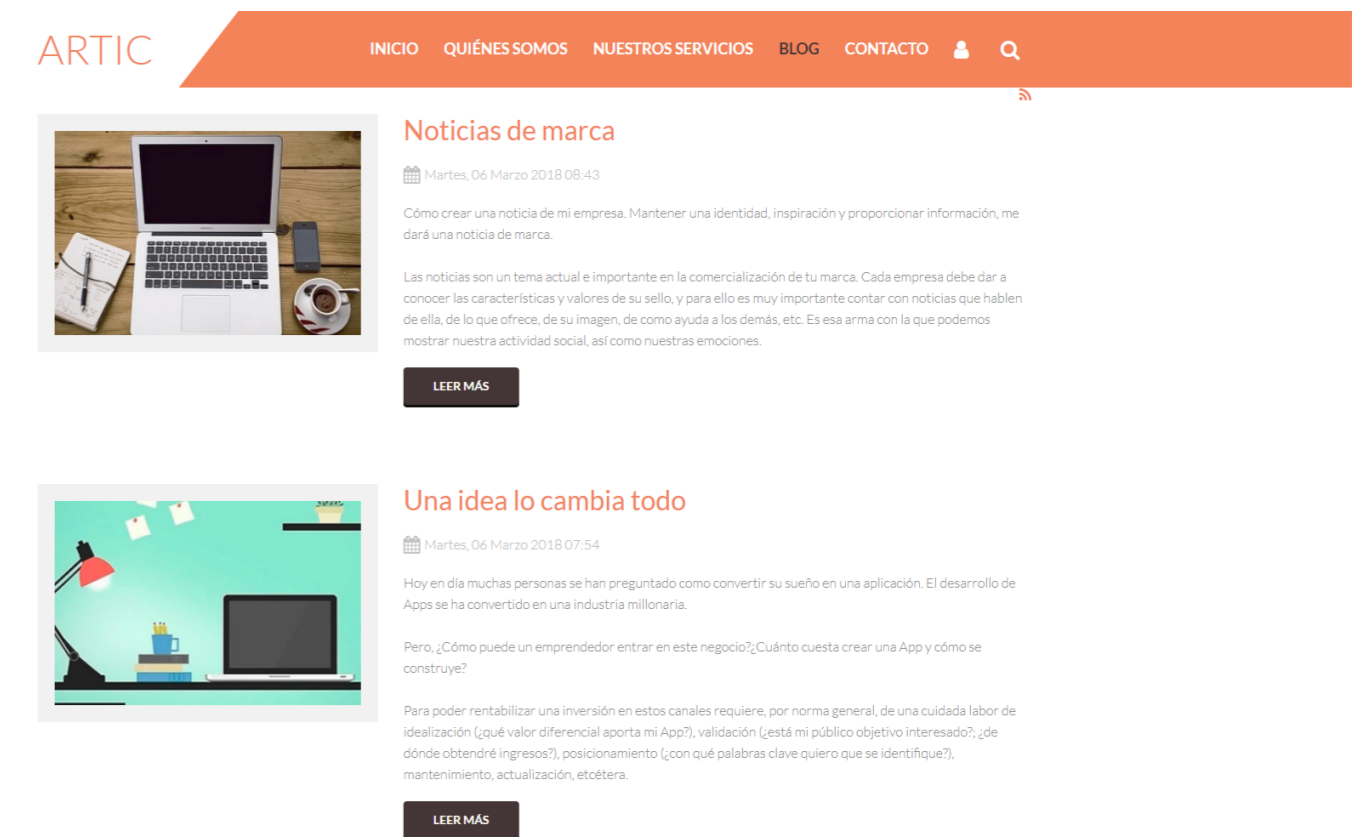 ARTIC
INICIO QUIÉNES SOMOS NUESTROS SERVICIOS BLOG CONTACTO
Noticias de marca
Martes, 06 Marzo 2018 08:43
Cómo crear una noticia de mi empresa. Mantener una identidad, inspiración y proporcionar información, me
dará una noticia de marca.
Las noticias son un tema actual e importante en la comercialización de tu marca. Cada empresa debe dar a
conocer las características y valores de su sello, y para ello es muy importante contar con noticias que hablen
de ella, de lo que ofrece, de su imagen, de como ayuda a los demás, etc. Es esa arma con la que podemos
mostrar nuestra actividad social, así como nuestras emociones.
LEER MÁS
Una idea lo cambia todo
Martes, 06 Marzo 2018 07:54
Hoy en día muchas personas se han preguntado como convertir su sueño en una aplicación. El desarrollo de
Apps se ha convertido en una industria millonaria.
Pero, ¿Cómo puede un emprendedor entrar en este negocio?¿Cuánto cuesta crear una App y cómo se
construye?
Para poder rentabilizar una inversión en estos canales requiere, por norma general, de una cuidada labor de
idealización (¿qué valor diferencial aporta mi App?), validación (¿está mi público objetivo interesado?; ¿de
dónde obtendré ingresos?), posicionamiento (¿con qué palabras clave quiero que se identifique?),
mantenimiento, actualización, etcétera.
LEER MÁS